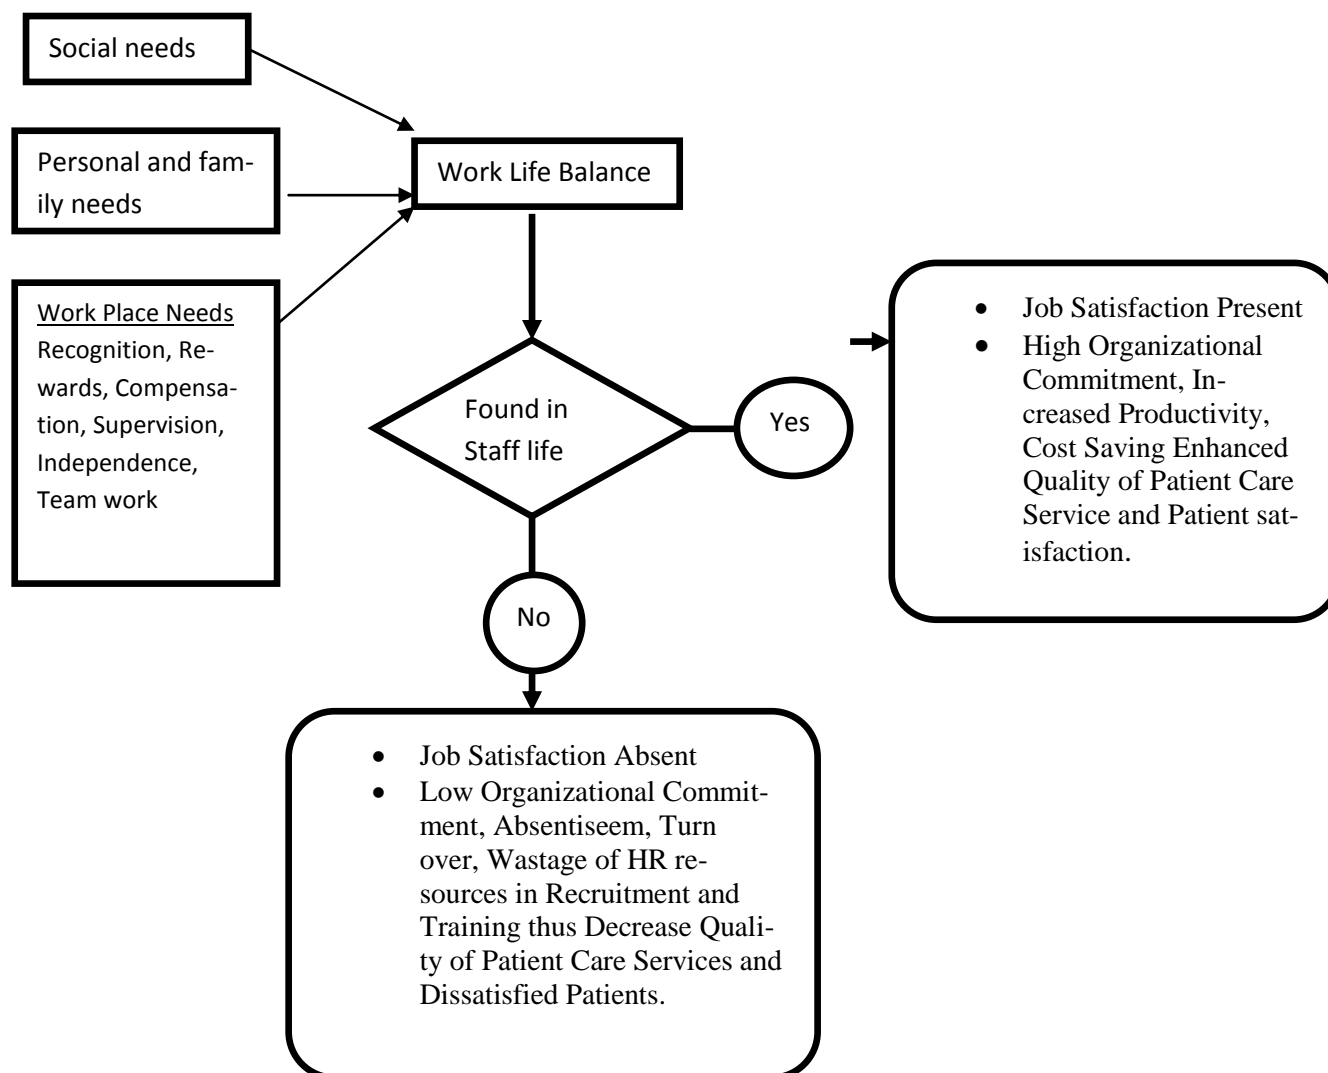 Social needs
Personal and fam-
ily needs
Work Life Balance
Work Place Needs
Recognition, Re-
wards, Compensa-
tion, Supervision,
Independence,
Team work
Found in
Staff life
Yes
• Job Satisfaction Present
• High Organizational
Commitment, In-
creased Productivity,
Cost Saving Enhanced
Quality of Patient Care
Service and Patient sat-
isfaction.
No
• Job Satisfaction Absent
• Low Organizational Commit-
ment, Absentiseem, Turn
over, Wastage of HR re-
sources in Recruitment and
Training thus Decrease Quali-
ty of Patient Care Services and
Dissatisfied Patients.